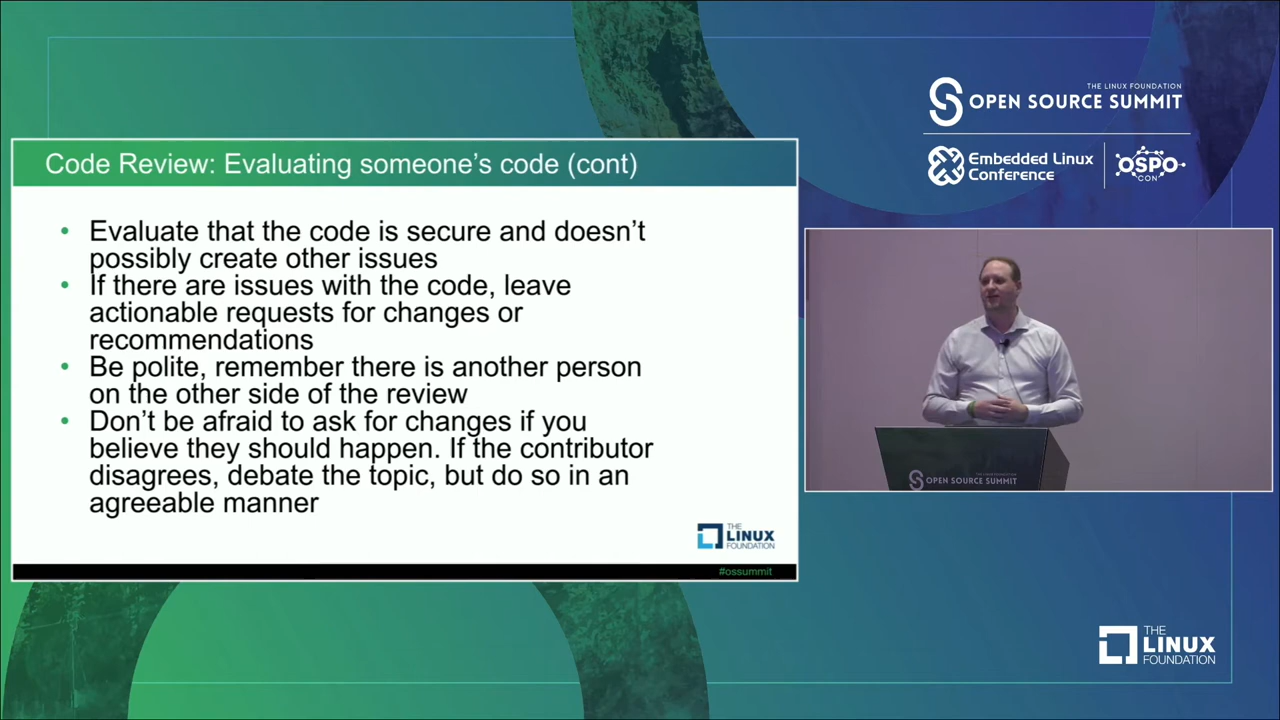 THE LINUX FOUNDATION
OPEN SOURCE SUMMIT
Embedded Linux
Conference
OSPO
CON
Code Review: Evaluating someone's code (cont)
• Evaluate that the code is secure and doesn't
possibly create other issues
• If there are issues with the code, leave
actionable requests for changes or
recommendations
• Be polite, remember there is another person
on the other side of the review
• Don't be afraid to ask for changes if you
believe they should happen. If the contributor
disagrees, debate the topic, but do so in an
agreeable manner
THE
LINUX
FOUNDATION
#ossummit
THE LINUX FOUNDATION
OPEN SOURCE SUMMIT
THE
LINUX
FOUNDATION